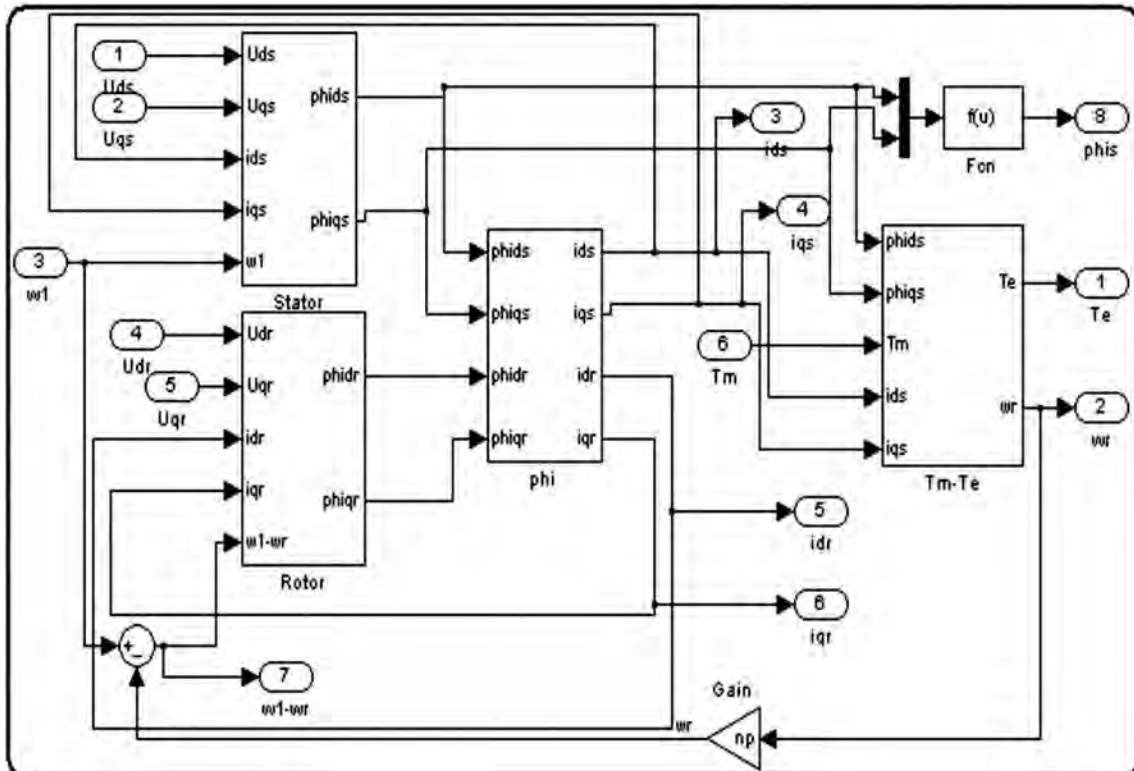 1
Uds
2
Uqs
3
w1
Uds
Uqs
ids
iqs
w1
phids
phiqs
Stator
4
Udr
5
Uqr
Udr
Uqr
idr
iqr
w1-wr
phidr
phiqr
Rotor
phids
phiqs
phidr
phiqr
ids
iqs
idr
iqr
phi
3
ids
4
iqs
6
Tm
f(u)
Fon
8
phis
phids
phiqs
Tm
ids
iqs
Te
wr
Tm-Te
1
Te
2
wr
5
idr
6
iqr
+
-
7
w1-wr
wr
Gain
np